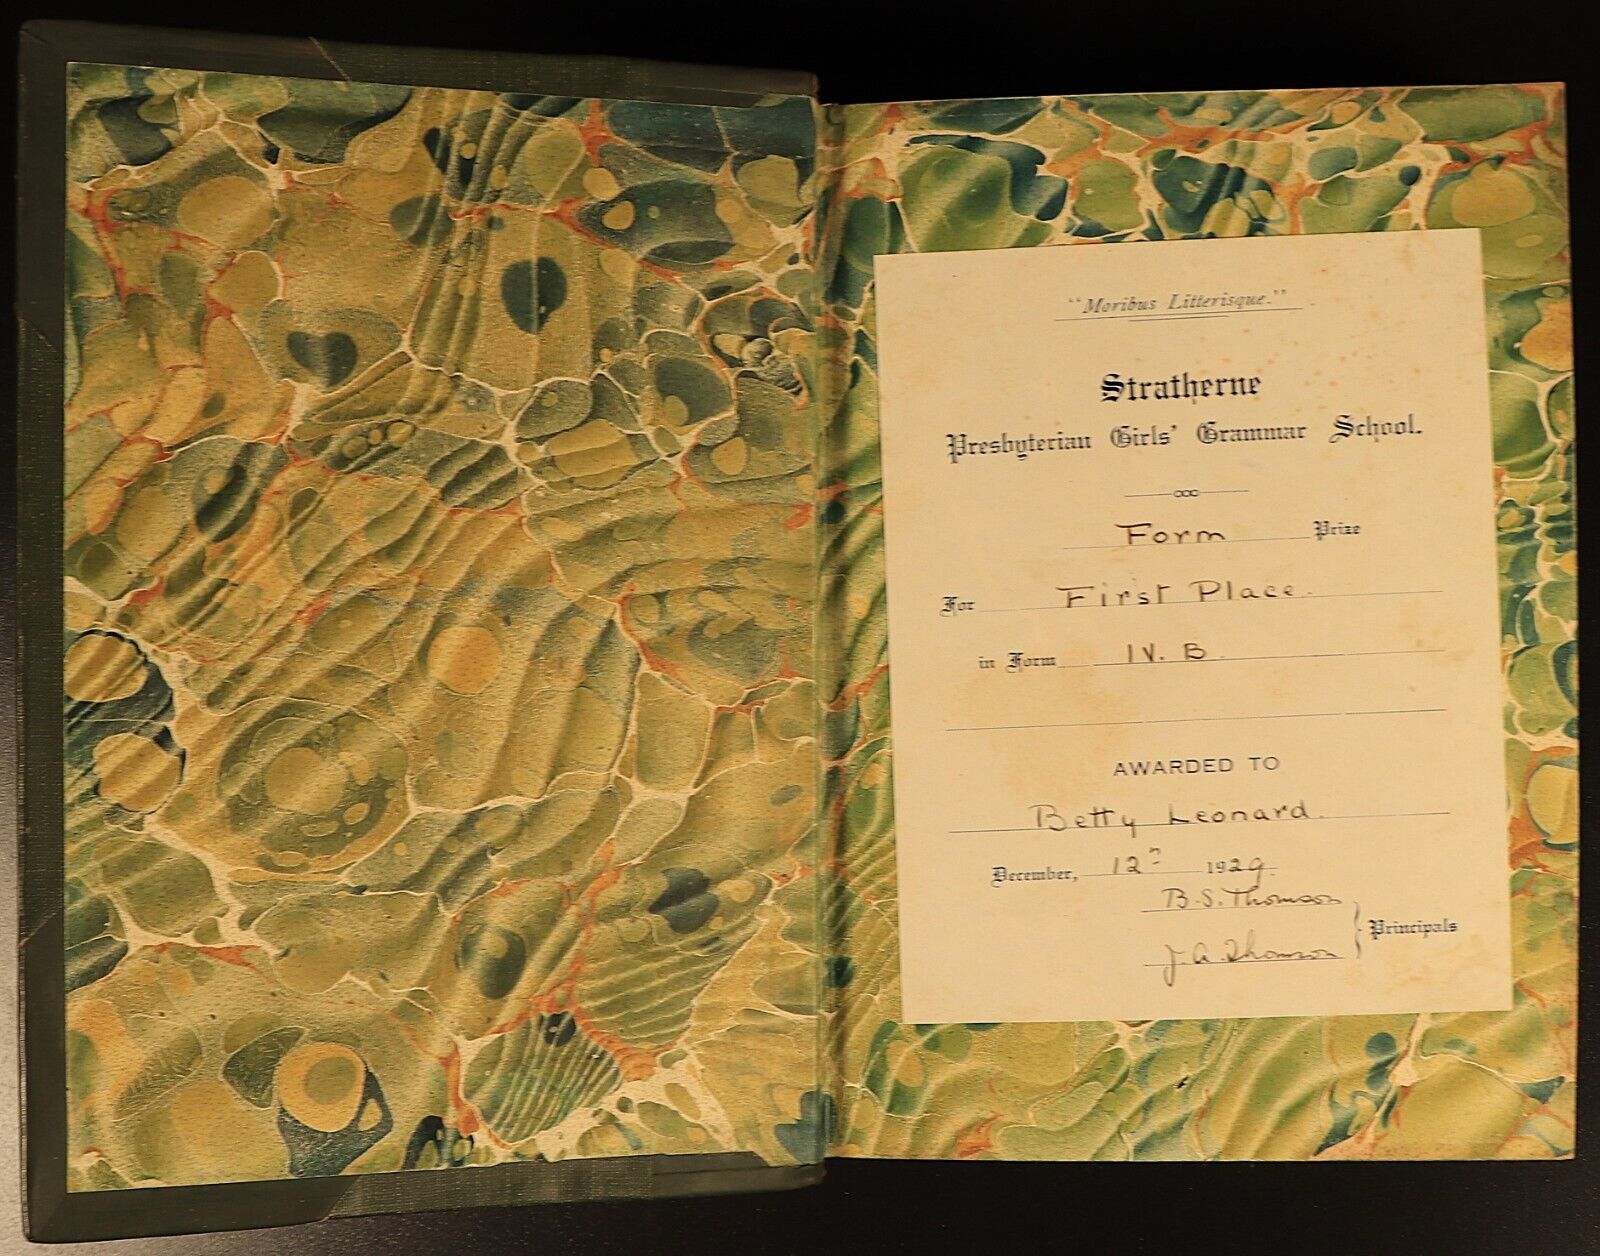 "Moribus Litterisque."
Stratherne
Presbyterian Girls' Grammar School.
Form Prize
For First Place.
in Form IV. B.
AWARDED TO
Betty Leonard.
December, 12th 1929.
B. S. Thomson
J. A. Thomson } Principals